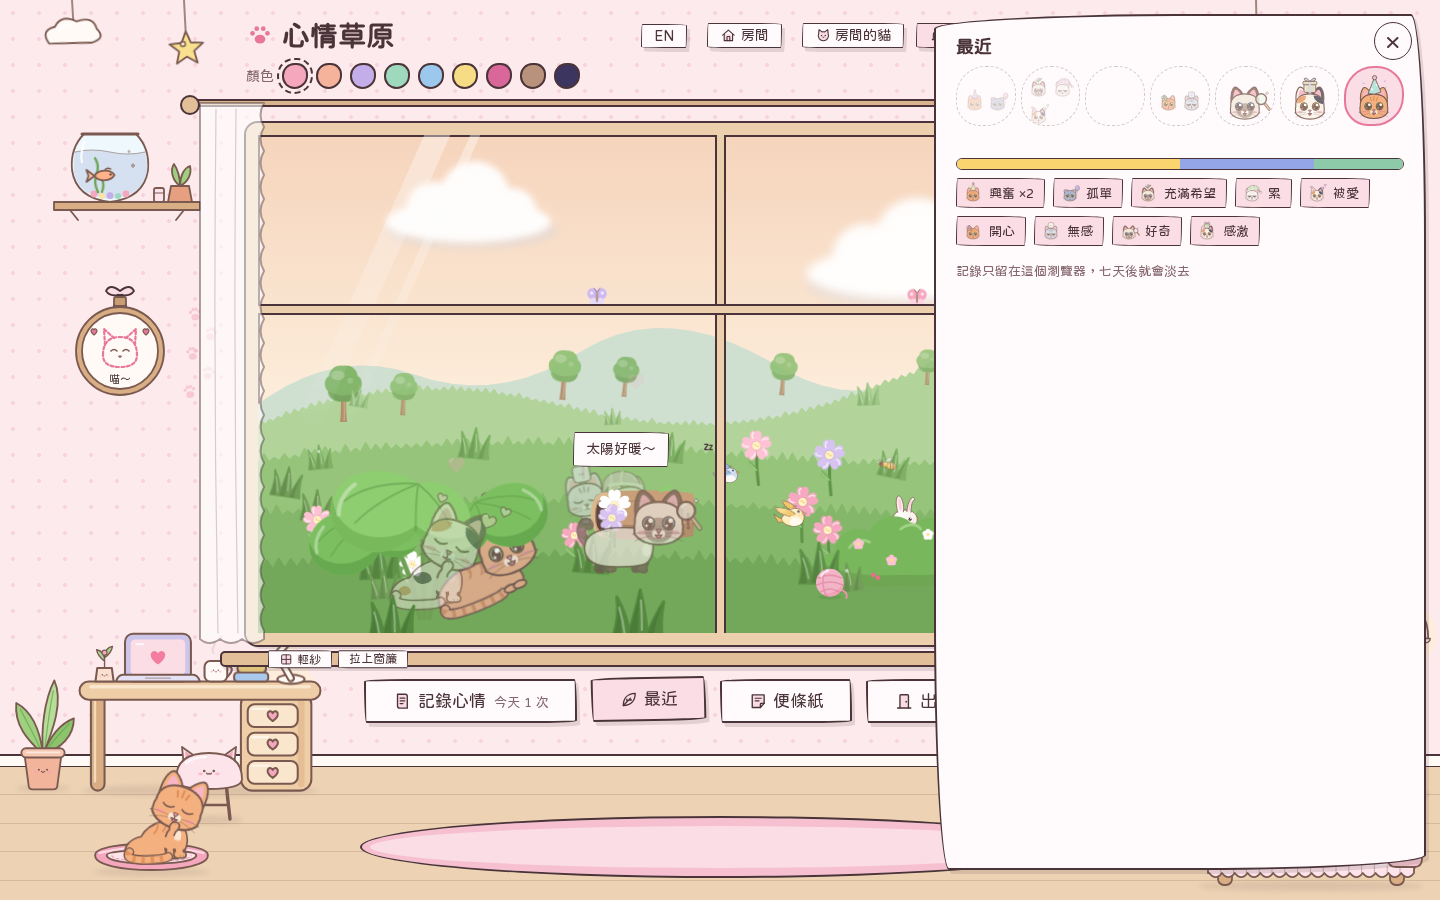 心情草原
EN
房間
房間的貓
顏色
最近
興奮 ×2
孤單
充滿希望
累
被愛
開心
無感
好奇
感激
記錄只留在這個瀏覽器，七天後就會淡去
喵～
太陽好暖～
zz
輕紗
拉上窗簾
記錄心情 今天 1 次
最近
便條紙
出